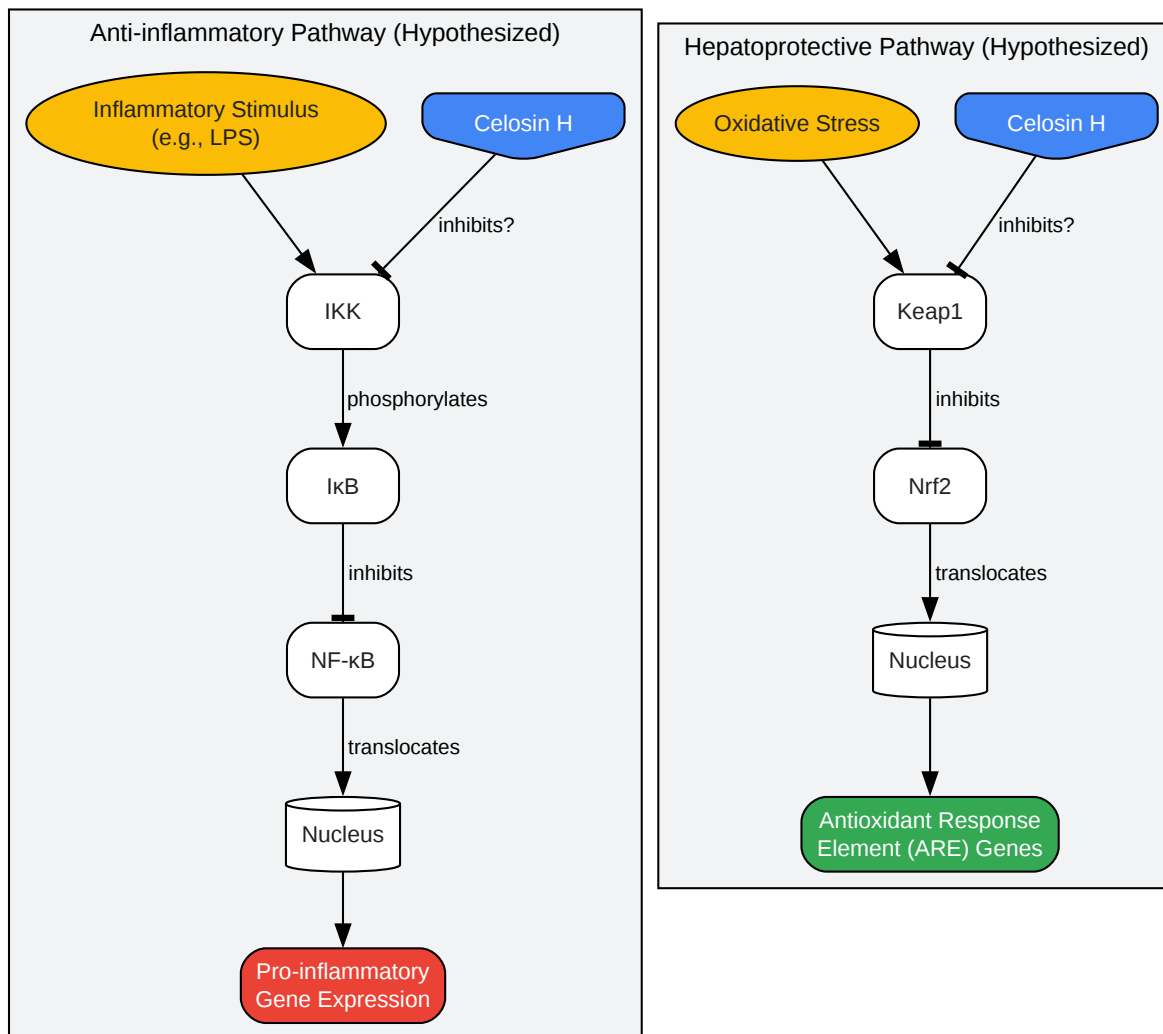 Anti-inflammatory Pathway (Hypothesized)
Inflammatory Stimulus
(e.g., LPS)
Celosin H
inhibits?
IKK
phosphorylates
IκB
inhibits
NF-κB
translocates
Nucleus
Pro-inflammatory
Gene Expression
Hepatoprotective Pathway (Hypothesized)
Oxidative Stress
Celosin H
inhibits?
Keap1
inhibits
Nrf2
translocates
Nucleus
Antioxidant Response
Element (ARE) Genes